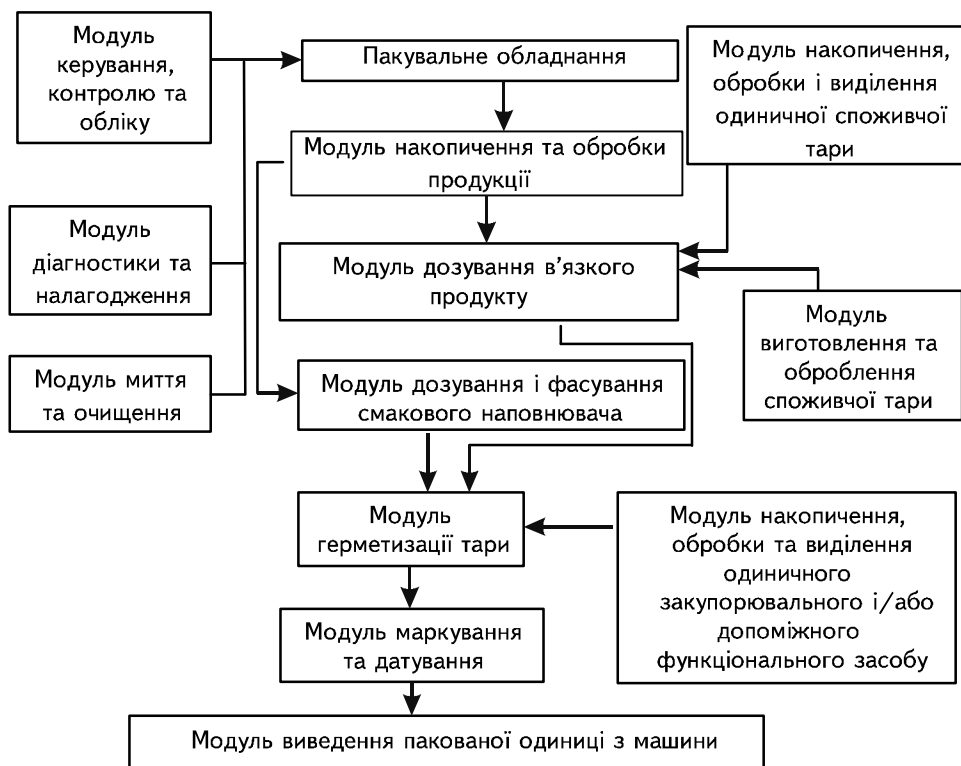 Модуль
керування,
контролю та
обліку
Пакувальне обладнання
Модуль накопичення,
обробки і виділення
одиничної споживчої
тари
Модуль накопичення та обробки
продукції
Модуль
діагностики та
налагодження
Модуль дозування в’язкого
продукту
Модуль
виготовлення та
оброблення
споживчої тари
Модуль миття
та очищення
Модуль дозування і фасування
смакового наповнювача
Модуль
герметизації тари
Модуль накопичення,
обробки та виділення
одиничного
закупорювального і/або
допоміжного
функціонального засобу
Модуль маркування
та датування
Модуль виведення пакованої одиниці з машини